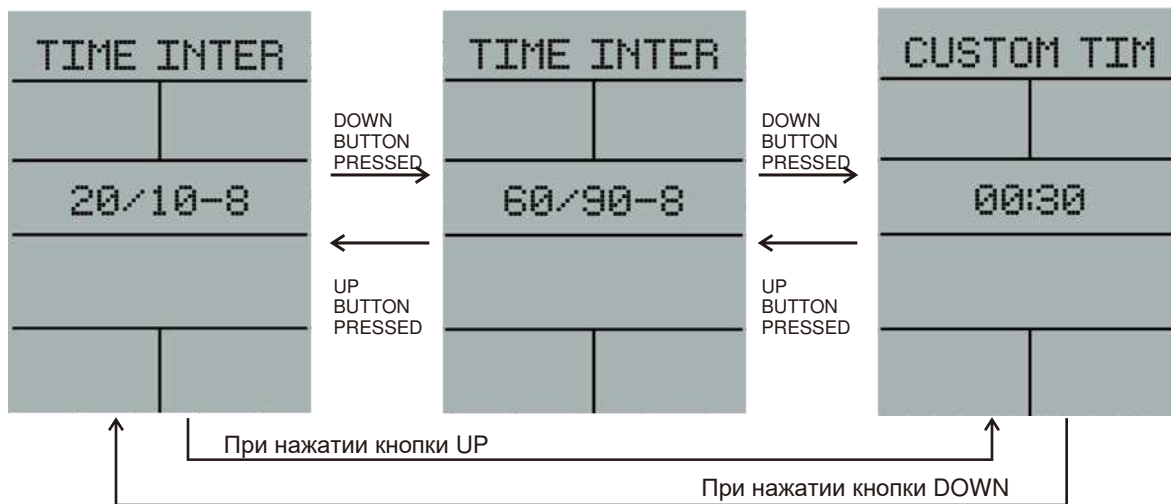 TIME INTER
20/10-8
DOWN
BUTTON
PRESSED
UP
BUTTON
PRESSED
TIME INTER
60/90-8
DOWN
BUTTON
PRESSED
UP
BUTTON
PRESSED
CUSTOM TIM
00:30
При нажатии кнопки UP
При нажатии кнопки DOWN